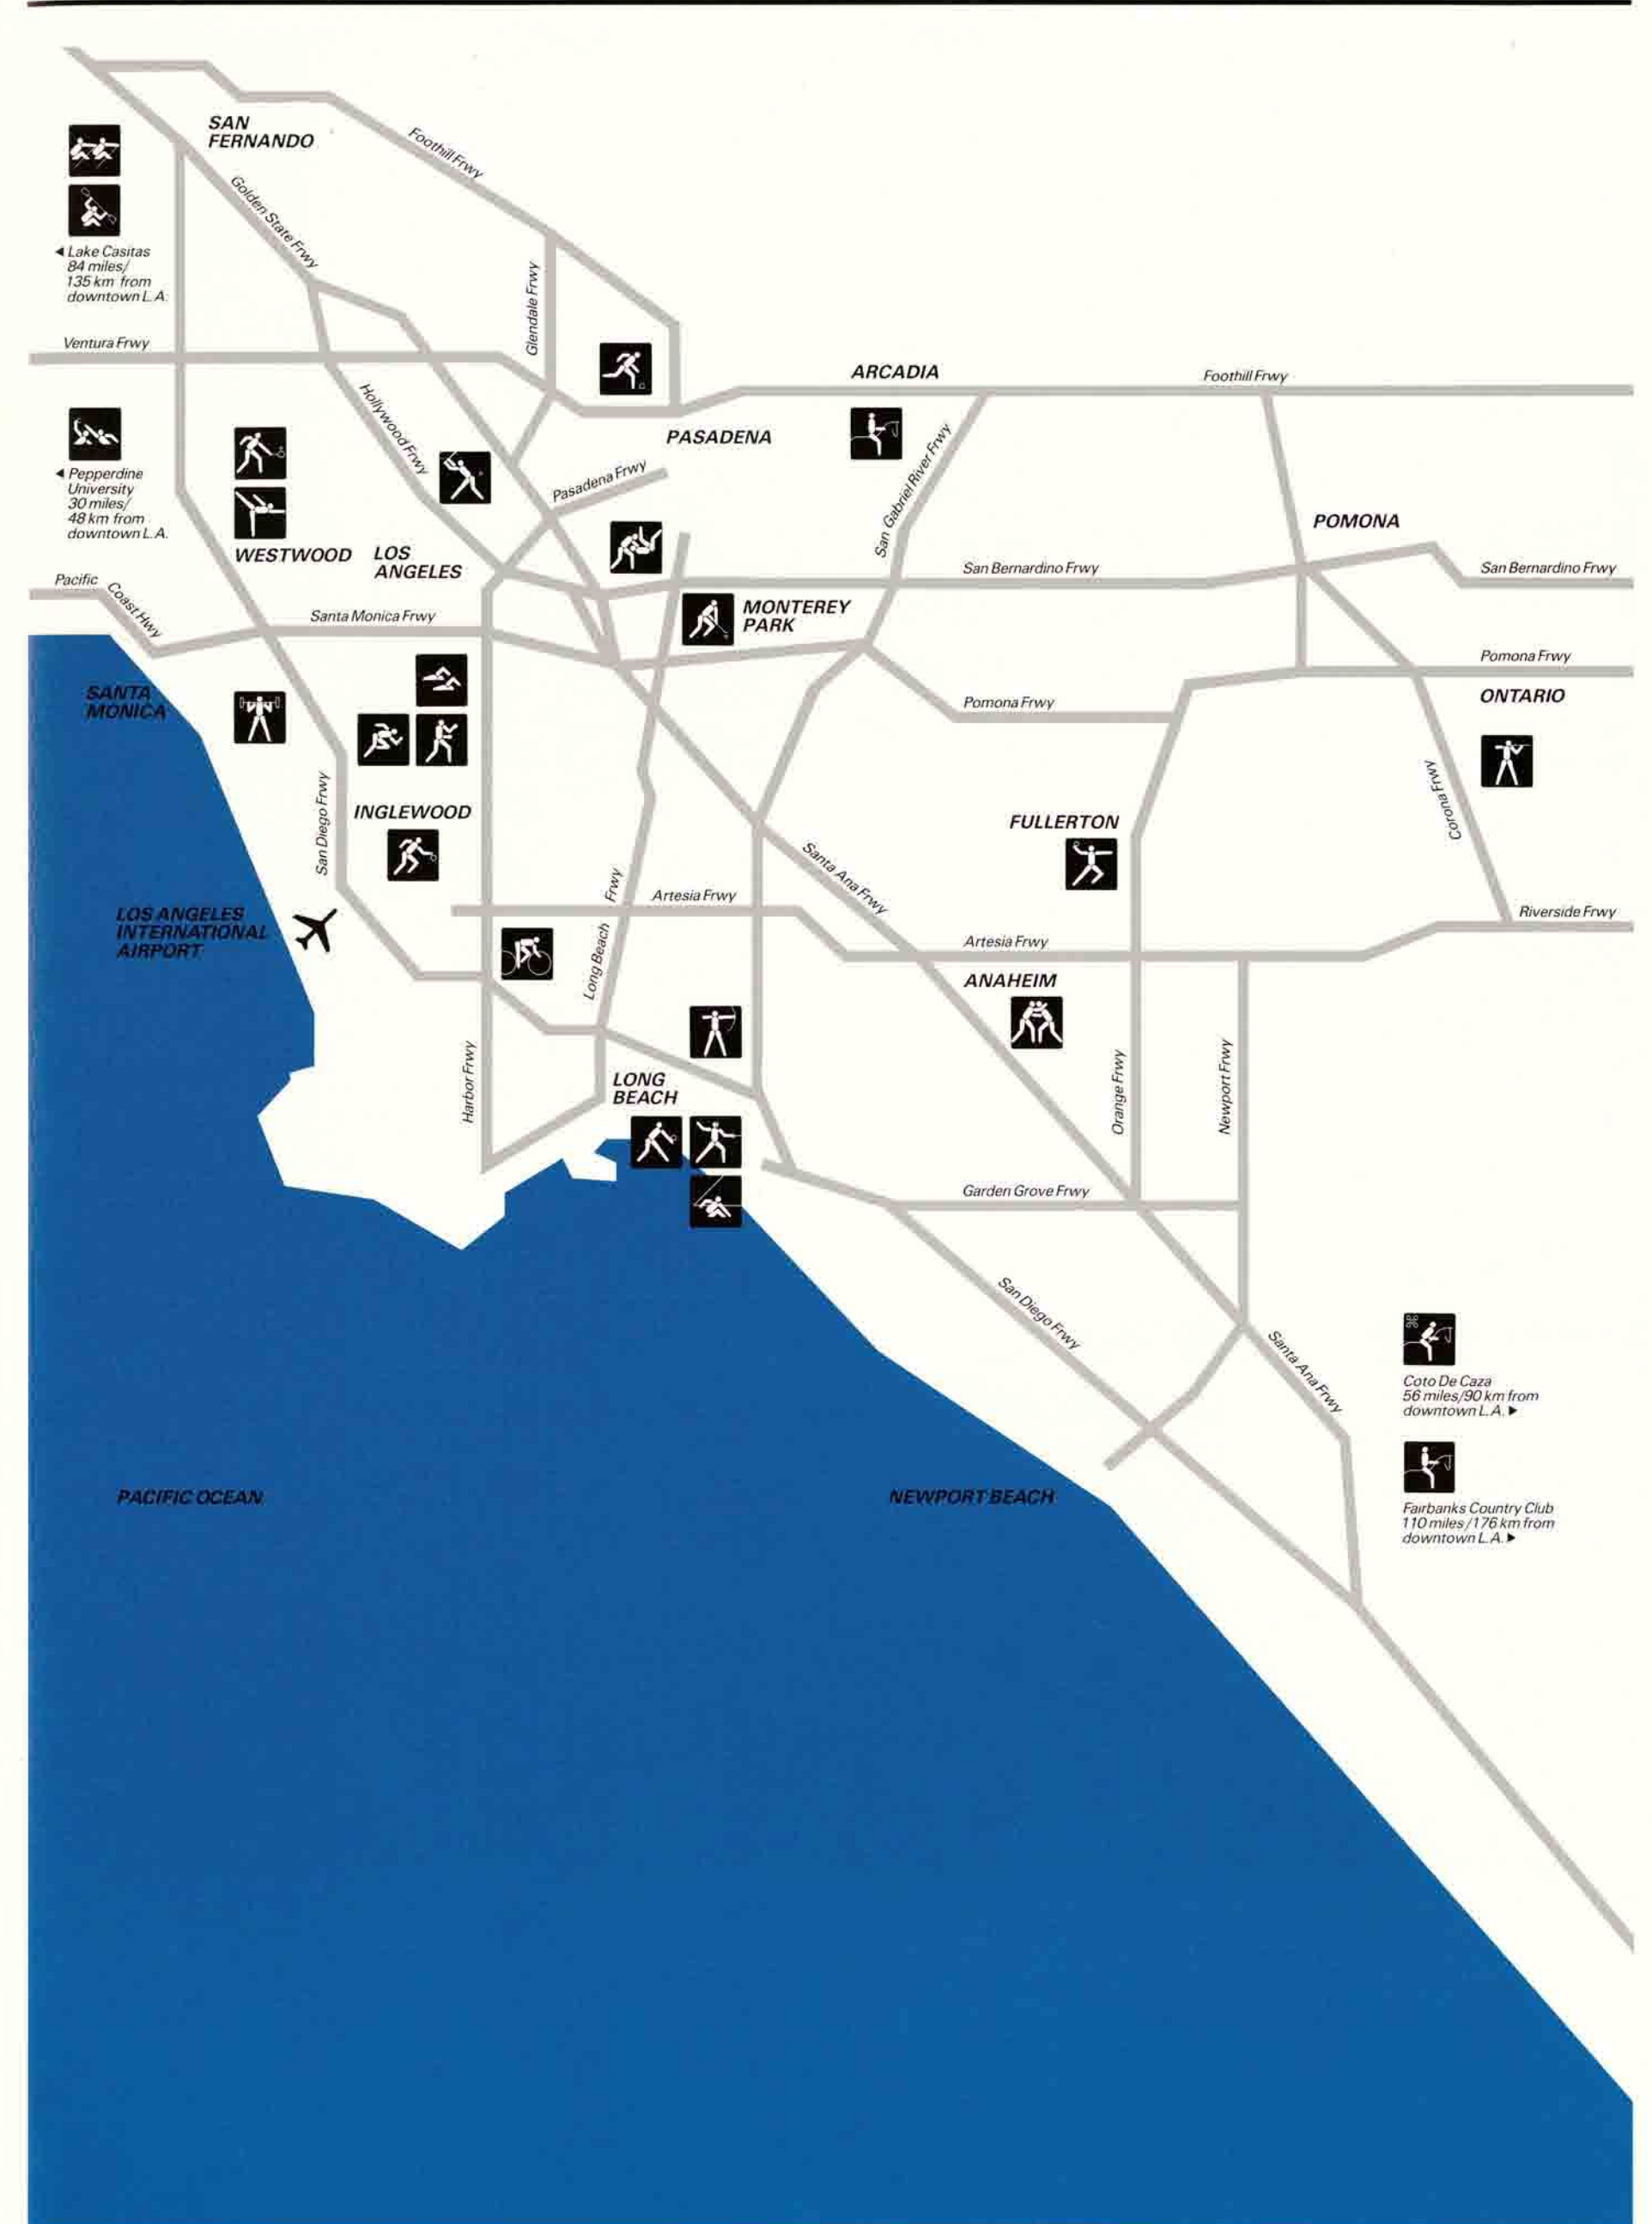 SAN
FERNANDO
Foothill Frwy
Golden State Frwy
◄ Lake Casitas
84 miles/
135 km from
downtown L.A.
Glendale Frwy
Ventura Frwy
ARCADIA
Foothill Frwy
Hollywood Frwy
PASADENA
San Gabriel River Frwy
◄ Pepperdine
University
30 miles/
48 km from
downtown L.A.
Pasadena Frwy
POMONA
WESTWOOD
LOS
ANGELES
San Bernardino Frwy
San Bernardino Frwy
Pacific
Coast Hwy
Santa Monica Frwy
MONTEREY
PARK
Pomona Frwy
SANTA
MONICA
Pomona Frwy
ONTARIO
San Diego Frwy
INGLEWOOD
FULLERTON
Corona Frwy
Santa Ana Frwy
Long Beach
Frwy
Artesia Frwy
Riverside Frwy
LOS ANGELES
INTERNATIONAL
AIRPORT
Artesia Frwy
ANAHEIM
Harbor Frwy
LONG
BEACH
Orange Frwy
Newport Frwy
Garden Grove Frwy
San Diego Frwy
Santa Ana Frwy
Coto De Caza
56 miles/90 km from
downtown L.A. ►
PACIFIC OCEAN
NEWPORT BEACH
Fairbanks Country Club
110 miles/176 km from
downtown L.A. ►